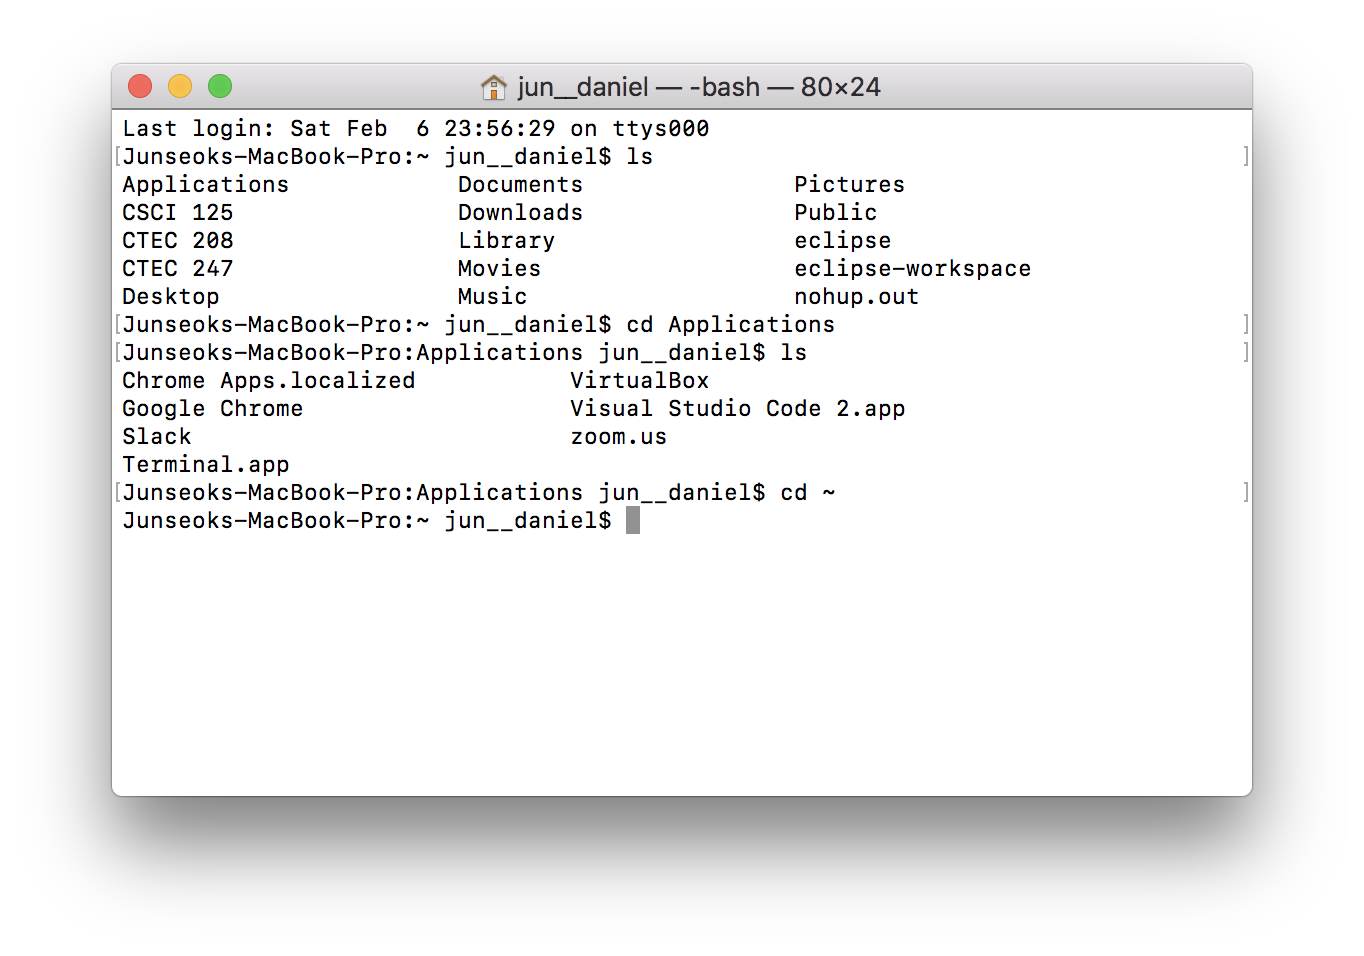 jun__daniel — -bash — 80×24
Last login: Sat Feb  6 23:56:29 on ttys000
[Junseoks-MacBook-Pro:~ jun__daniel$ ls ]
Applications            Documents               Pictures
CSCI 125                Downloads               Public
CTEC 208                Library                 eclipse
CTEC 247                Movies                  eclipse-workspace
Desktop                 Music                   nohup.out
[Junseoks-MacBook-Pro:~ jun__daniel$ cd Applications ]
[Junseoks-MacBook-Pro:Applications jun__daniel$ ls ]
Chrome Apps.localized           VirtualBox
Google Chrome                   Visual Studio Code 2.app
Slack                           zoom.us
Terminal.app
[Junseoks-MacBook-Pro:Applications jun__daniel$ cd ~ ]
Junseoks-MacBook-Pro:~ jun__daniel$